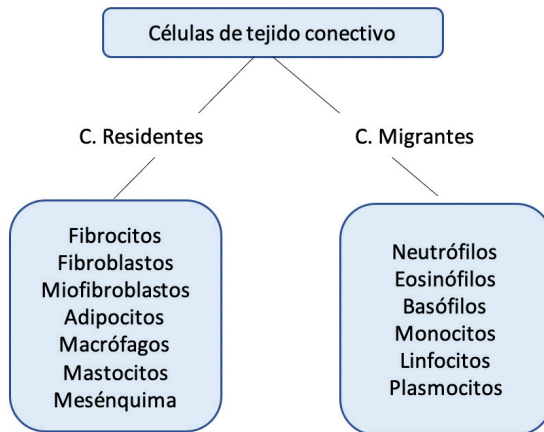 Células de tejido conectivo
C. Residentes
C. Migrantes
Fibrocitos
Fibroblastos
Miofibroblastos
Adipocitos
Macrófagos
Mastocitos
Mesénquima
Neutrófilos
Eosinófilos
Basófilos
Monocitos
Linfocitos
Plasmocitos